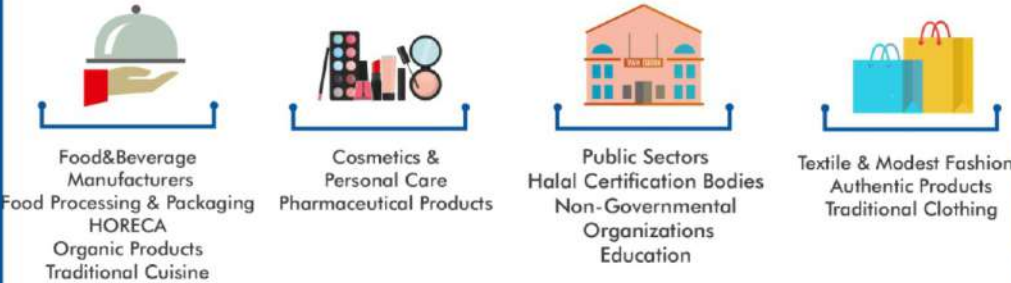 Food&Beverage
Manufacturers
Food Processing & Packaging
HORECA
Organic Products
Traditional Cuisine
Cosmetics &
Personal Care
Pharmaceutical Products
Public Sectors
Halal Certification Bodies
Non-Governmental
Organizations
Education
Textile & Modest Fashion
Authentic Products
Traditional Clothing